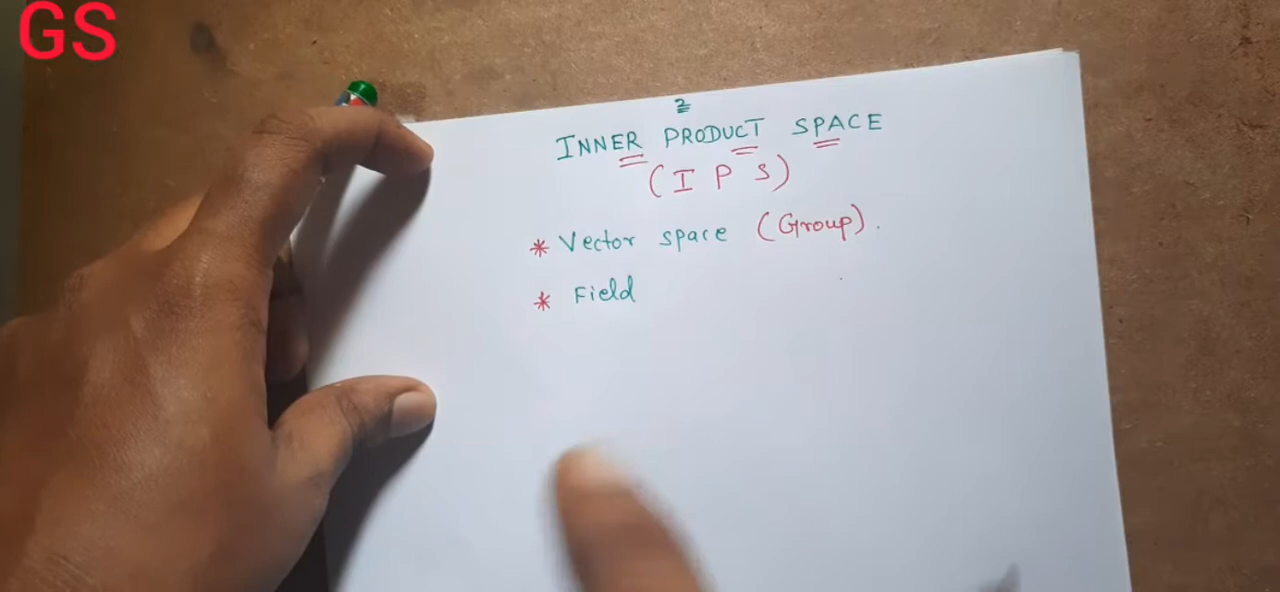 GS
2
INNER PRODUCT SPACE
(I P S)
* Vector space (Group).
* Field